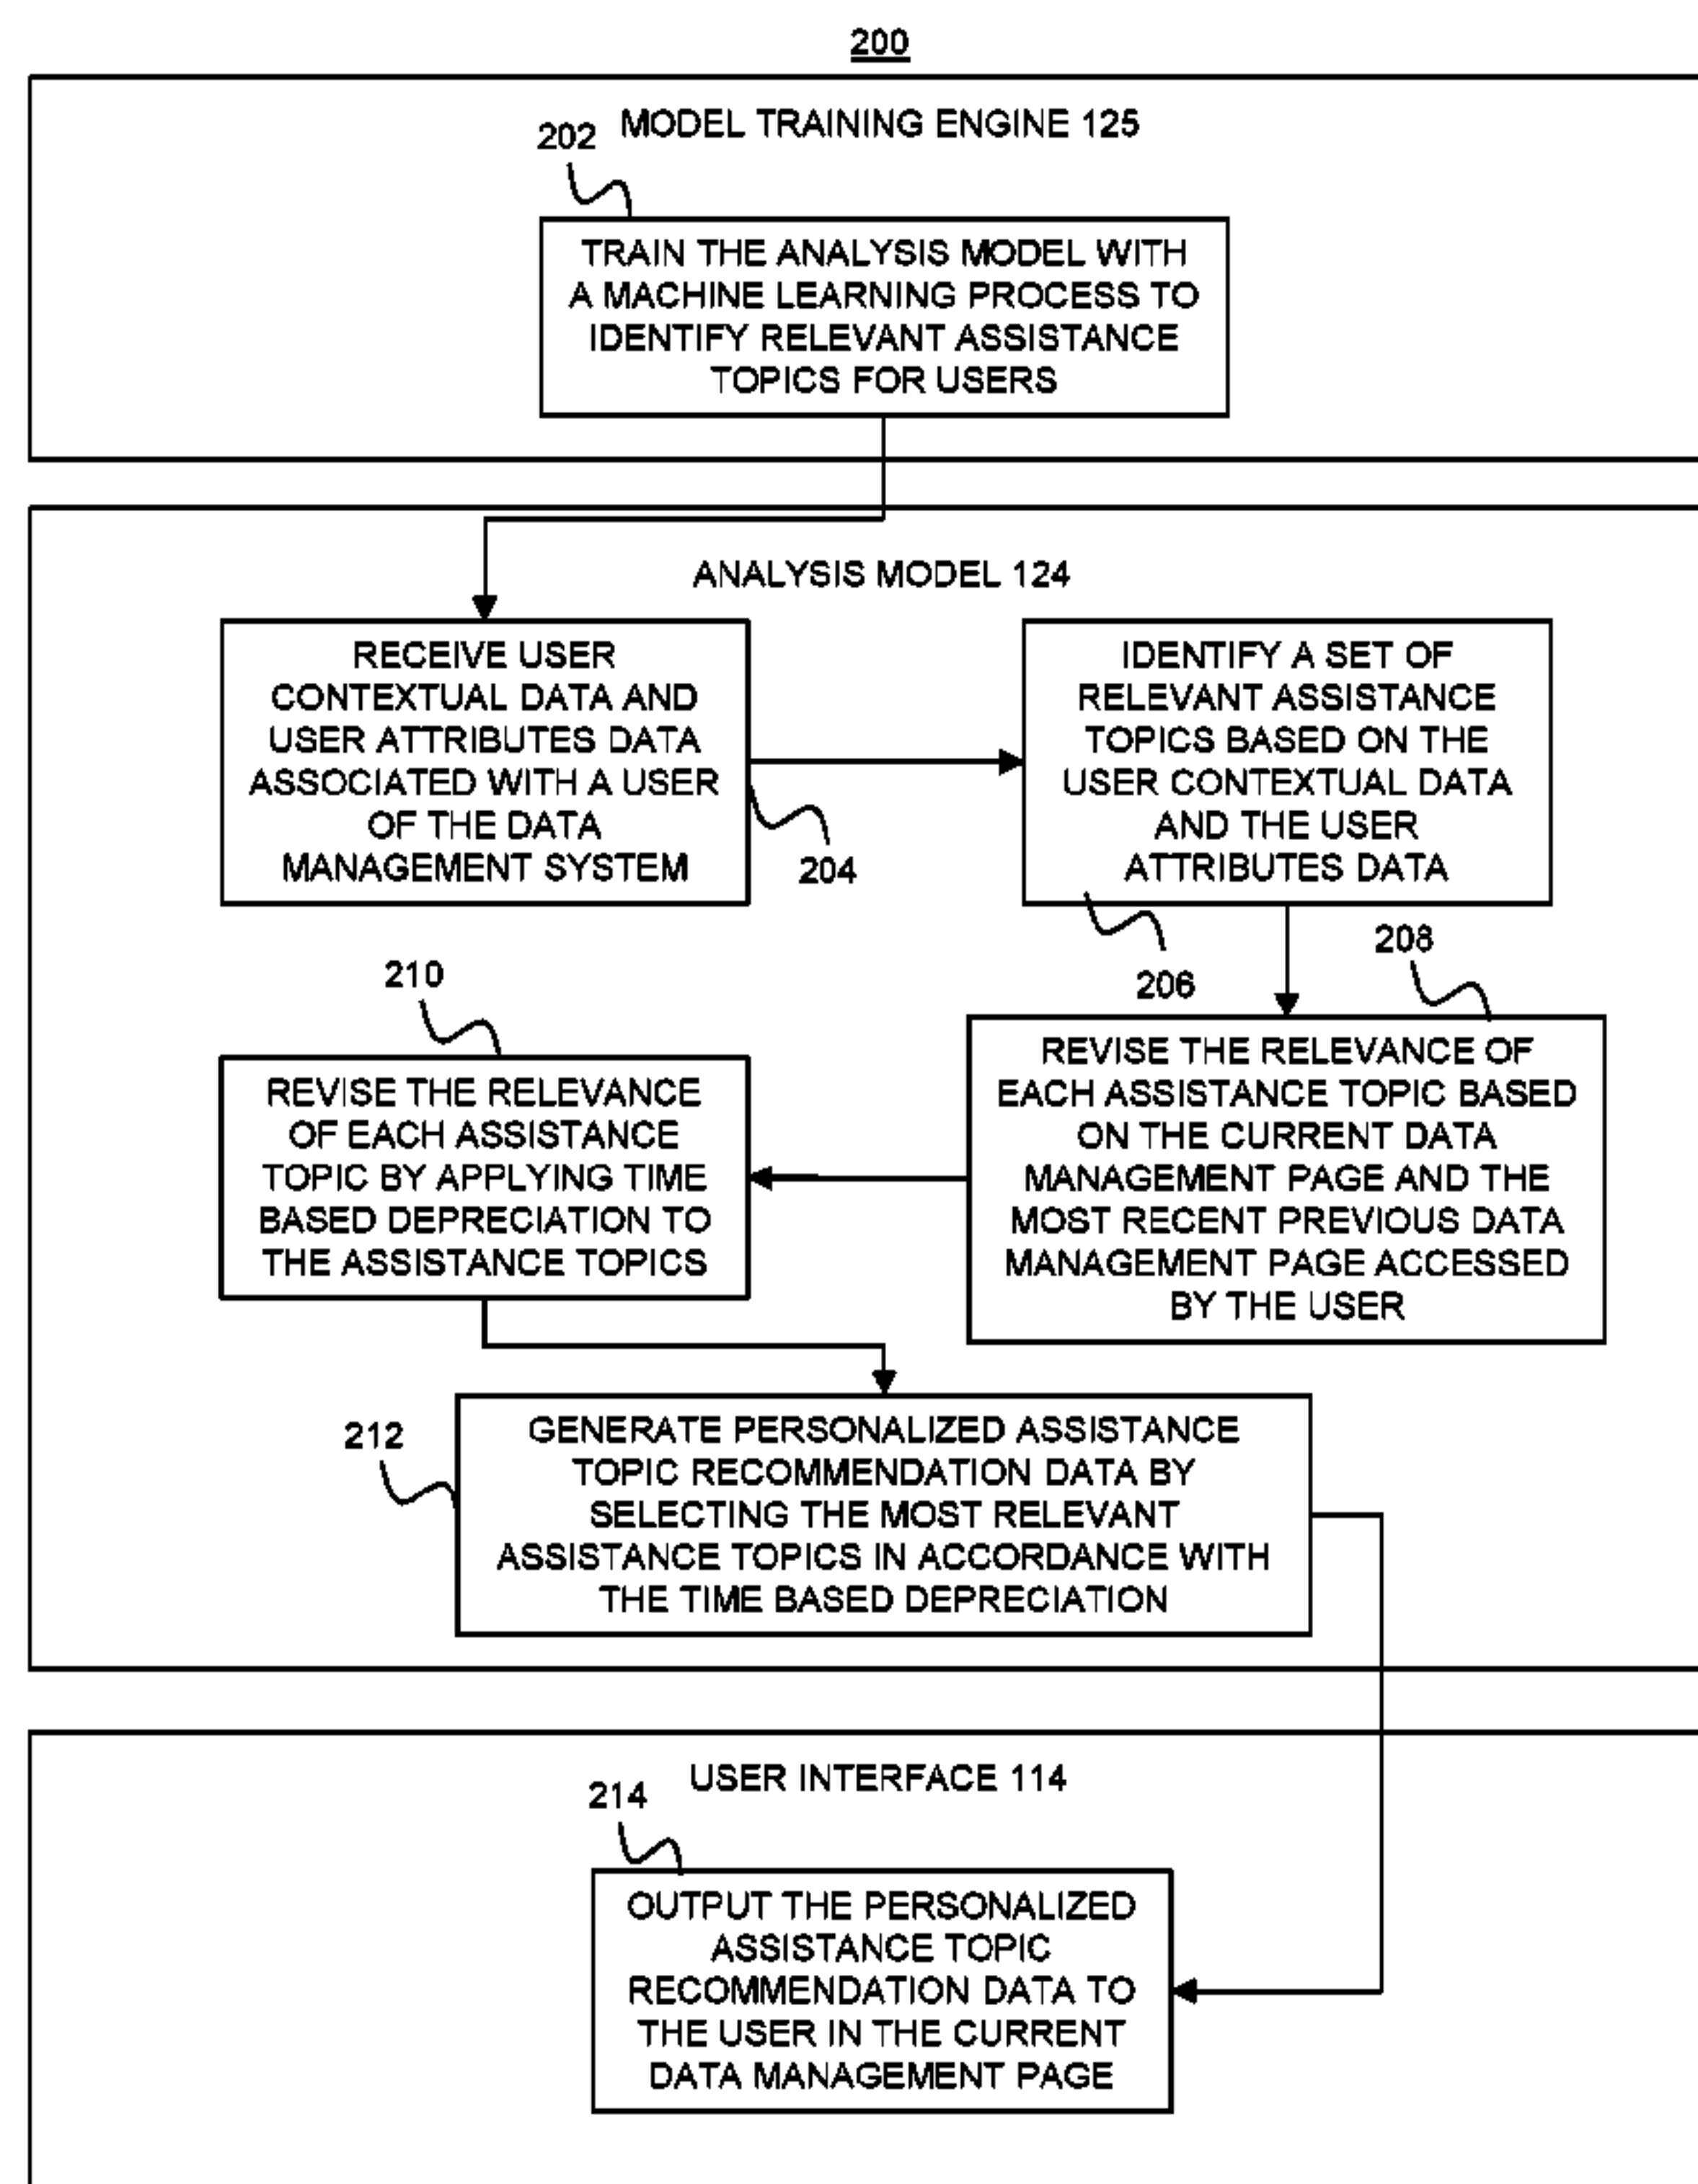 200
MODEL TRAINING ENGINE 125
202
TRAIN THE ANALYSIS MODEL WITH
A MACHINE LEARNING PROCESS TO
IDENTIFY RELEVANT ASSISTANCE
TOPICS FOR USERS
ANALYSIS MODEL 124
RECEIVE USER
CONTEXTUAL DATA AND
USER ATTRIBUTES DATA
ASSOCIATED WITH A USER
OF THE DATA
MANAGEMENT SYSTEM
204
IDENTIFY A SET OF
RELEVANT ASSISTANCE
TOPICS BASED ON THE
USER CONTEXTUAL DATA
AND THE USER
ATTRIBUTES DATA
206
208
REVISE THE RELEVANCE OF
EACH ASSISTANCE TOPIC BASED
ON THE CURRENT DATA
MANAGEMENT PAGE AND THE
MOST RECENT PREVIOUS DATA
MANAGEMENT PAGE ACCESSED
BY THE USER
210
REVISE THE RELEVANCE
OF EACH ASSISTANCE
TOPIC BY APPLYING TIME
BASED DEPRECIATION TO
THE ASSISTANCE TOPICS
212
GENERATE PERSONALIZED ASSISTANCE
TOPIC RECOMMENDATION DATA BY
SELECTING THE MOST RELEVANT
ASSISTANCE TOPICS IN ACCORDANCE WITH
THE TIME BASED DEPRECIATION
USER INTERFACE 114
214
OUTPUT THE PERSONALIZED
ASSISTANCE TOPIC
RECOMMENDATION DATA TO
THE USER IN THE CURRENT
DATA MANAGEMENT PAGE